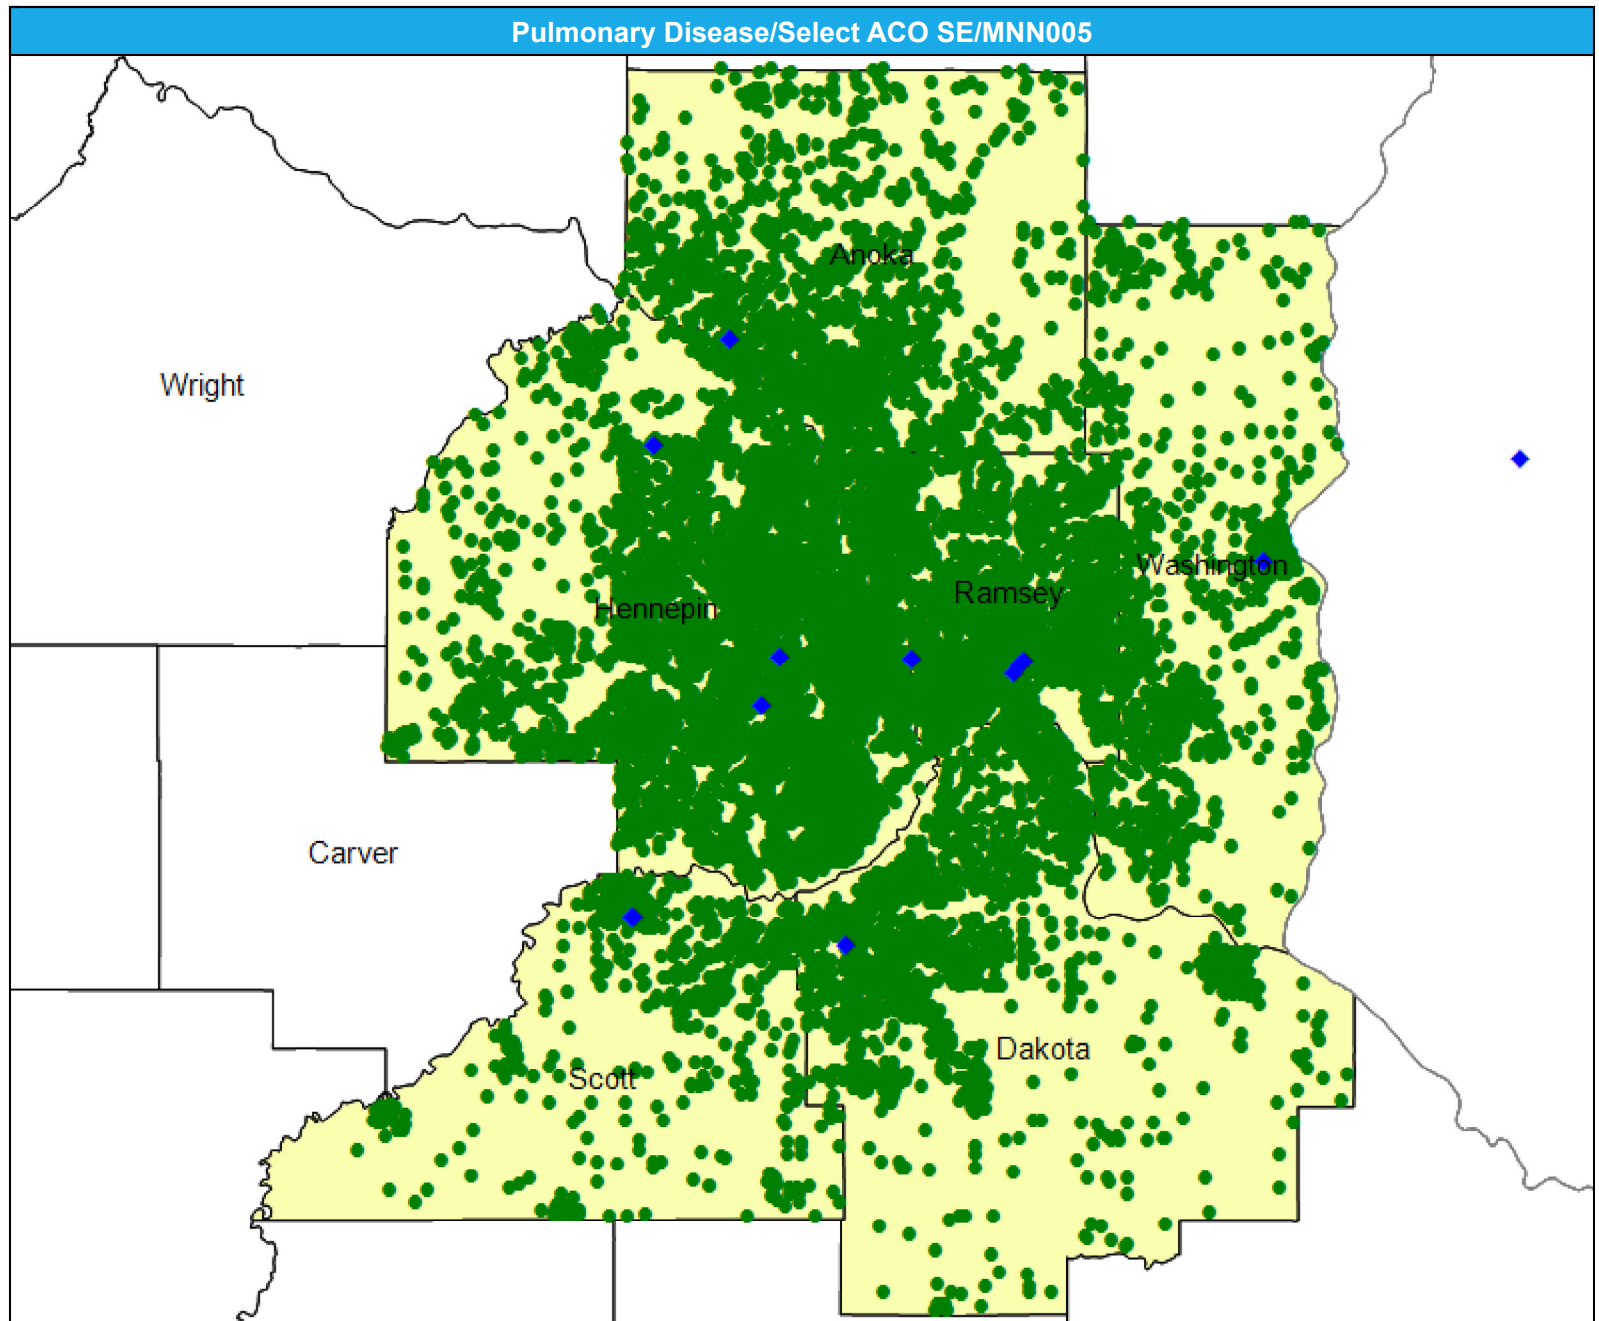 Pulmonary Disease/Select ACO SE/MNN005
Anoka
Wright
Washington
Ramsey
Hennepin
Carver
Dakota
Scott